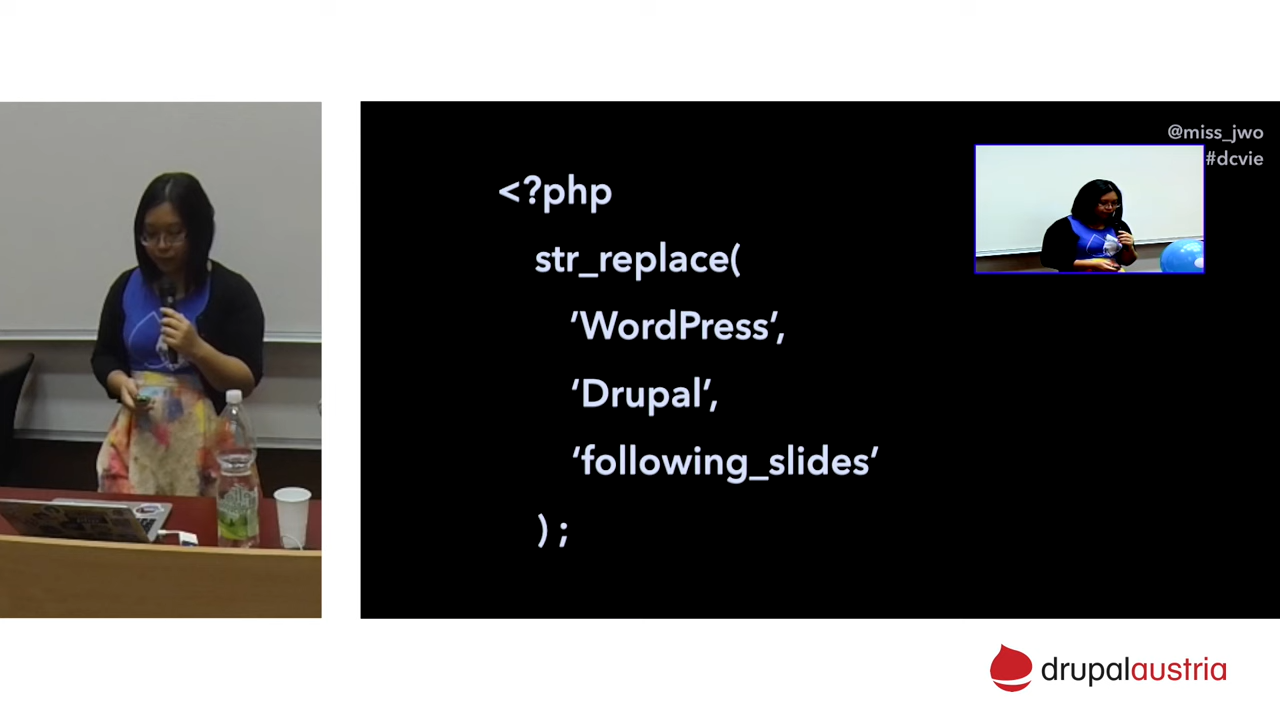 @miss_jwo
#dcvie
<?php
str_replace(
’WordPress’,
’Drupal’,
’following_slides’
) ;
drupalaustria